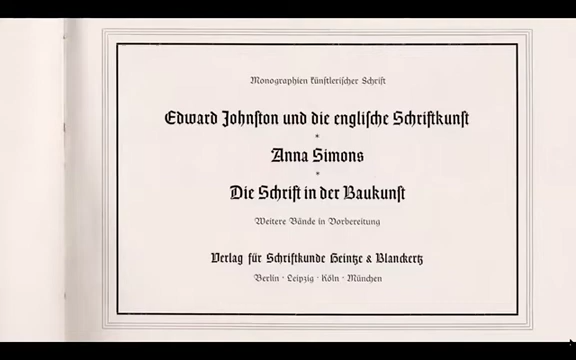 Monographien künstlerischer Schrift
Edward Johnston und die englische Schriftkunst
*
Anna Simons
*
Die Schrift in der Baukunst
Weitere Bände in Vorbereitung
Verlag für Schriftkunde Heintze & Blanckertz
Berlin · Leipzig · Köln · München